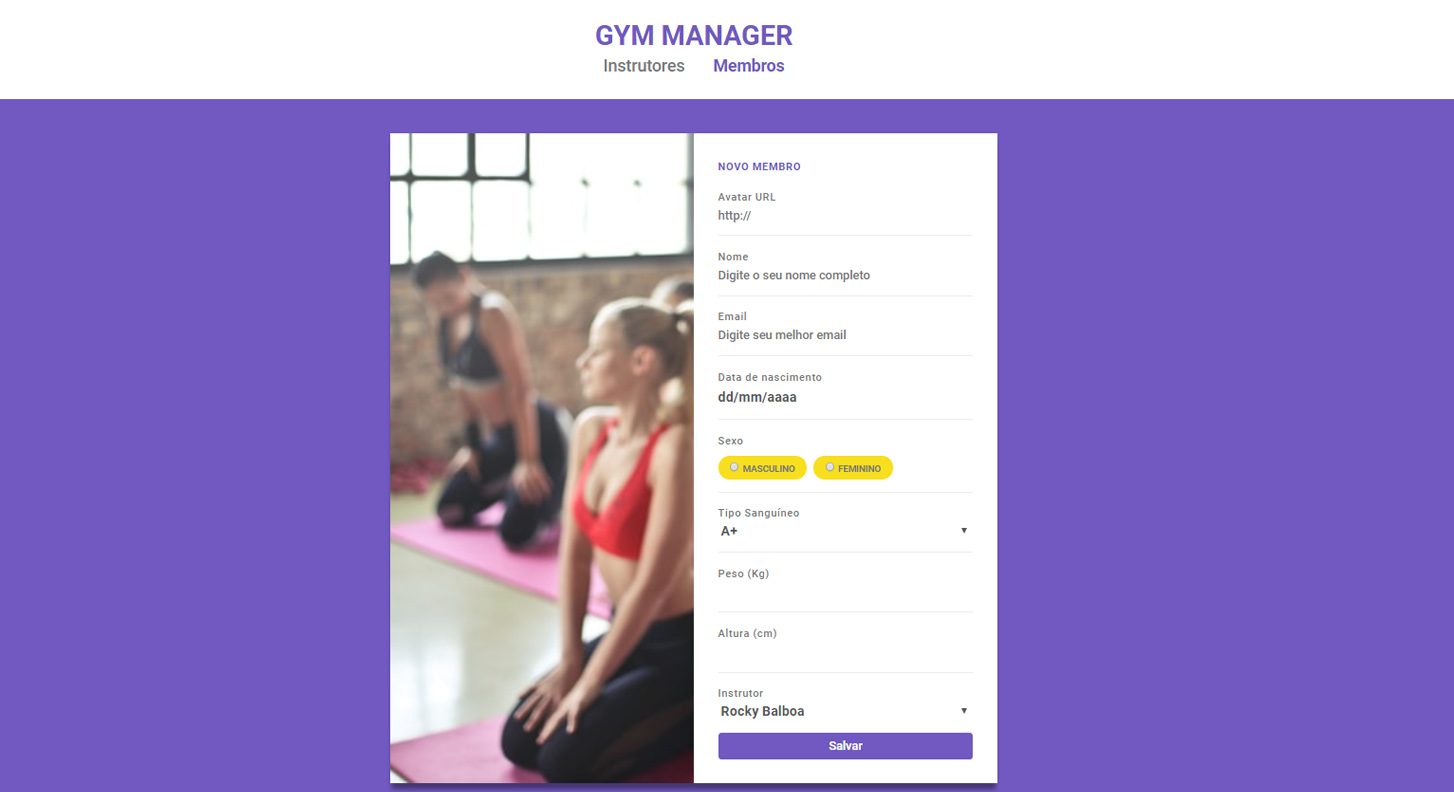 GYM MANAGER
Instrutores Membros
NOVO MEMBRO
Avatar URL
http://
Nome
Digite o seu nome completo
Email
Digite seu melhor email
Data de nascimento
dd/mm/aaaa
Sexo
MASCULINO FEMININO
Tipo Sanguíneo
A+
Peso (Kg)
Altura (cm)
Instrutor
Rocky Balboa
Salvar